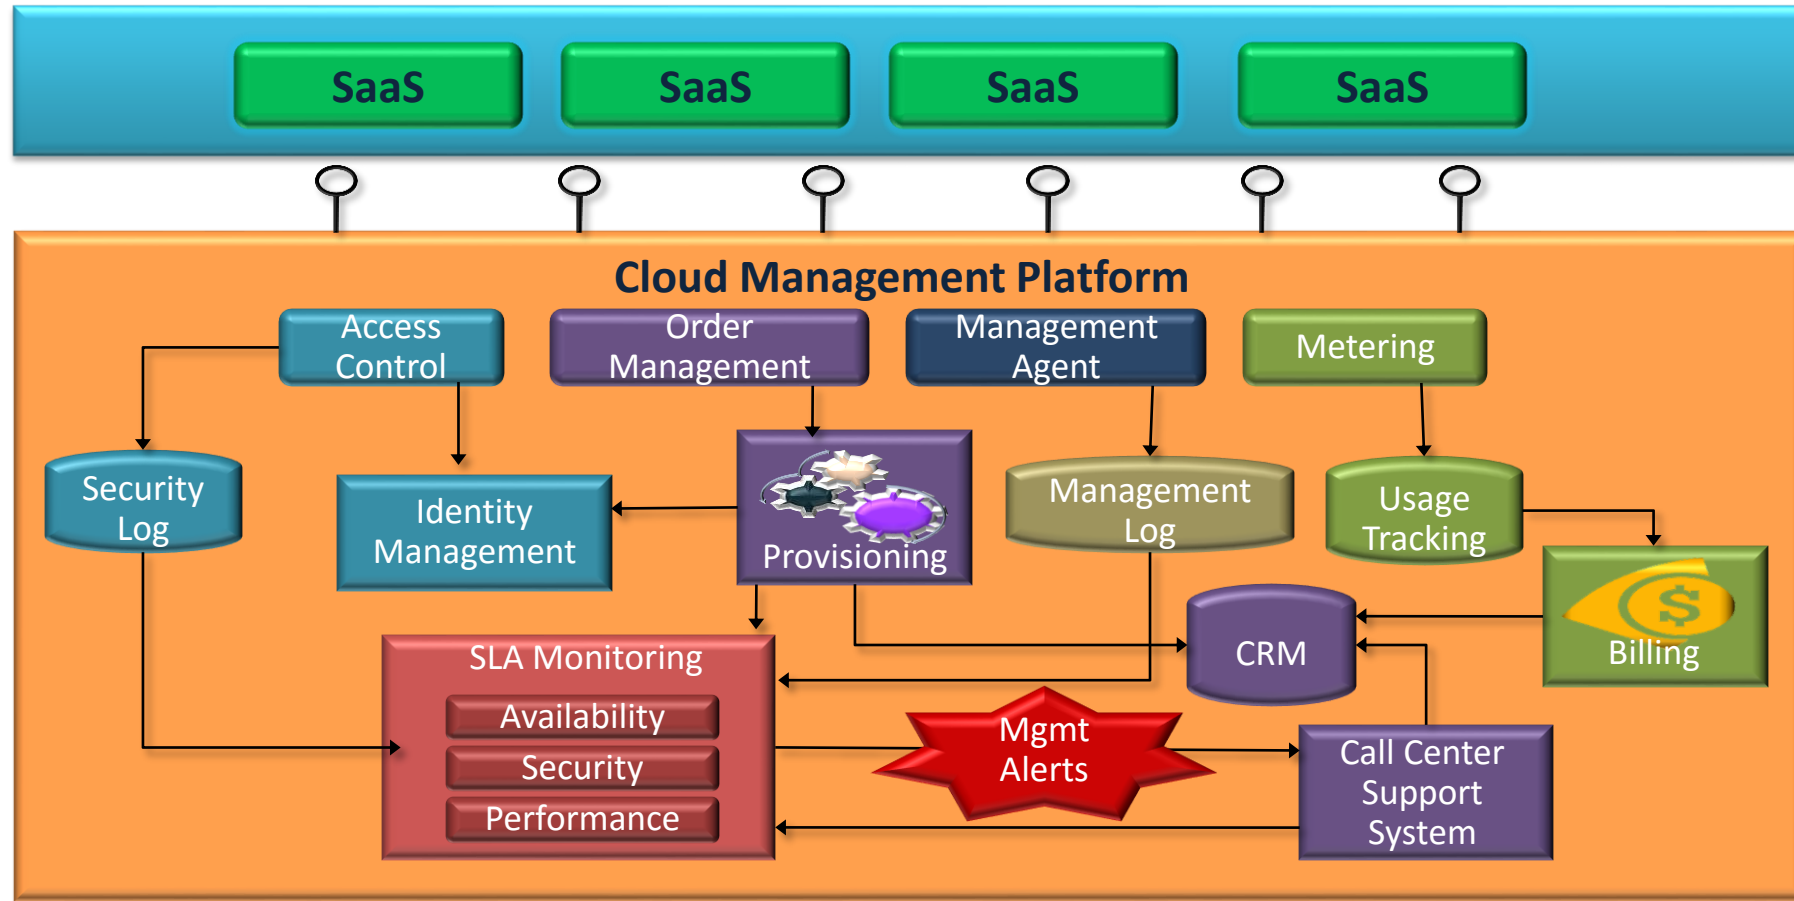 SaaS
SaaS
SaaS
SaaS
Cloud Management Platform
Access
Control
Order
Management
Management
Agent
Metering
Security
Log
Identity
Management
Provisioning
Management
Log
Usage
Tracking
$
Billing
CRM
SLA Monitoring
Availability
Security
Performance
Mgmt
Alerts
Call Center
Support
System